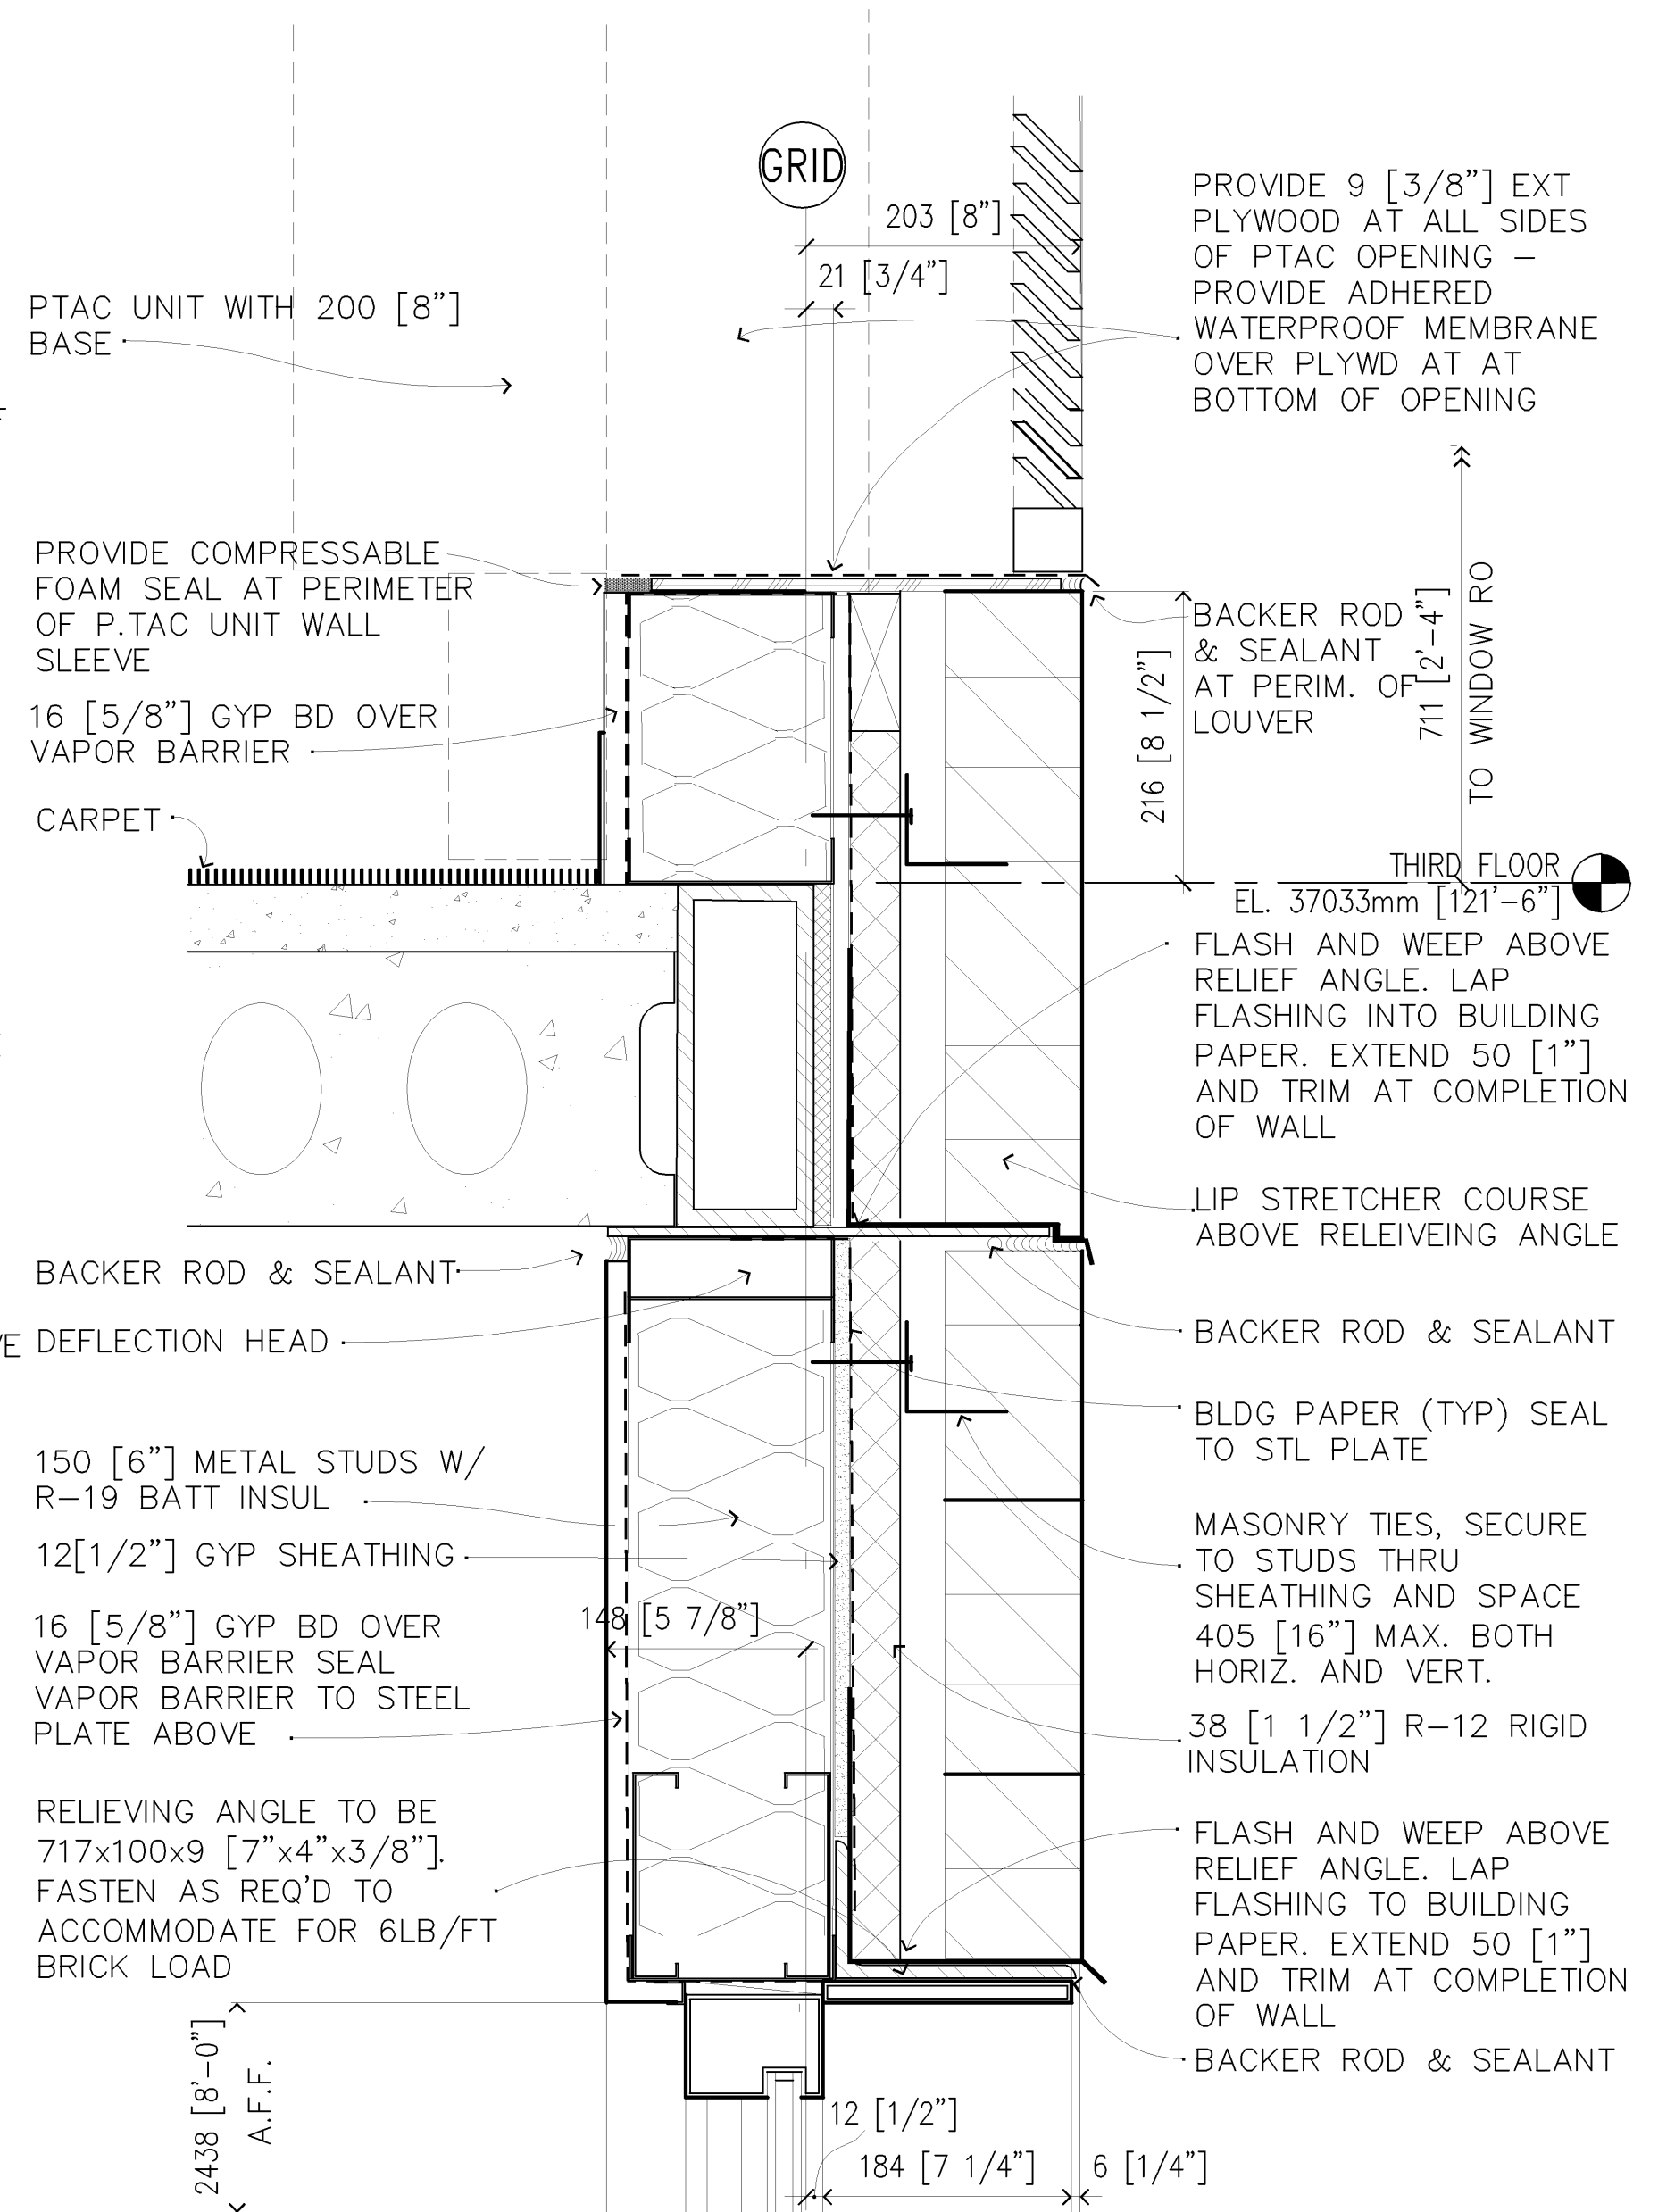 GRID
203 [8"]
21 [3/4"]
PROVIDE 9 [3/8"] EXT
PLYWOOD AT ALL SIDES
OF PTAC OPENING –
PROVIDE ADHERED
WATERPROOF MEMBRANE
OVER PLYWD AT AT
BOTTOM OF OPENING
PTAC UNIT WITH 200 [8"]
BASE
PROVIDE COMPRESSABLE
FOAM SEAL AT PERIMETER
OF P.TAC UNIT WALL
SLEEVE
16 [5/8"] GYP BD OVER
VAPOR BARRIER
CARPET
BACKER ROD
& SEALANT
AT PERIM. OF
LOUVER
216 [8 1/2"]
711 [2'-4"]
TO WINDOW RO
THIRD FLOOR
EL. 37033mm [121'-6"]
FLASH AND WEEP ABOVE
RELIEF ANGLE. LAP
FLASHING INTO BUILDING
PAPER. EXTEND 50 [1"]
AND TRIM AT COMPLETION
OF WALL
LIP STRETCHER COURSE
ABOVE RELEIVEING ANGLE
BACKER ROD & SEALANT
DEFLECTION HEAD
BACKER ROD & SEALANT
BLDG PAPER (TYP) SEAL
TO STL PLATE
150 [6"] METAL STUDS W/
R-19 BATT INSUL
12[1/2"] GYP SHEATHING
16 [5/8"] GYP BD OVER
VAPOR BARRIER SEAL
VAPOR BARRIER TO STEEL
PLATE ABOVE
148 [5 7/8"]
MASONRY TIES, SECURE
TO STUDS THRU
SHEATHING AND SPACE
405 [16"] MAX. BOTH
HORIZ. AND VERT.
38 [1 1/2"] R-12 RIGID
INSULATION
RELIEVING ANGLE TO BE
717x100x9 [7"x4"x3/8"].
FASTEN AS REQ'D TO
ACCOMMODATE FOR 6LB/FT
BRICK LOAD
FLASH AND WEEP ABOVE
RELIEF ANGLE. LAP
FLASHING TO BUILDING
PAPER. EXTEND 50 [1"]
AND TRIM AT COMPLETION
OF WALL
BACKER ROD & SEALANT
2438 [8'-0"]
A.F.F.
12 [1/2"]
184 [7 1/4"]
6 [1/4"]